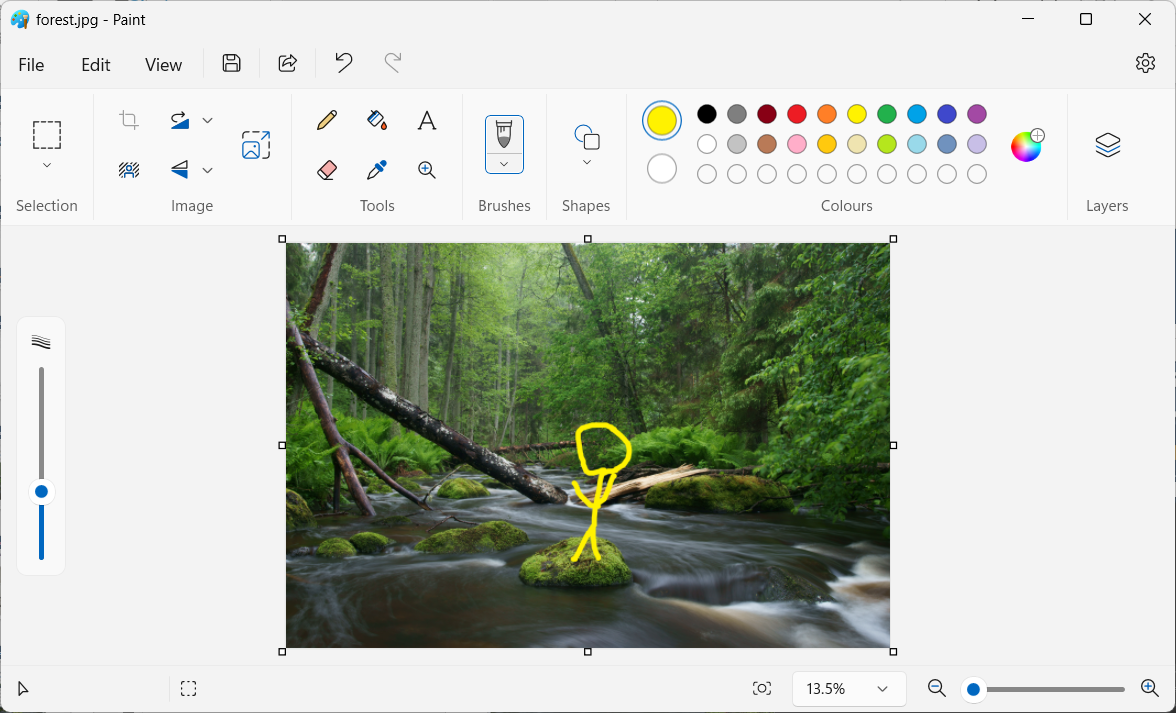 forest.jpg - Paint
File Edit View
Selection Image Tools Brushes Shapes Colours Layers
13.5%